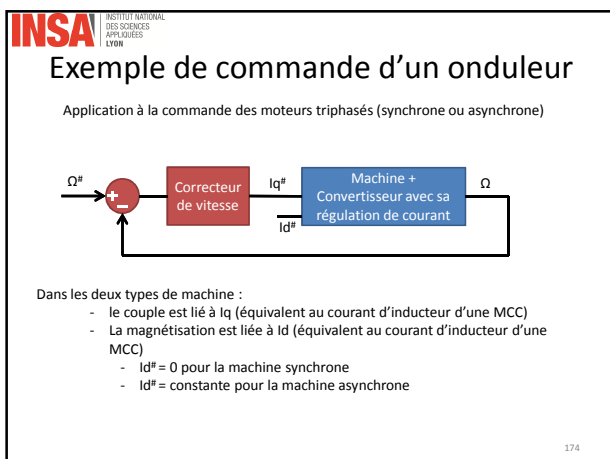 INSA
INSTITUT NATIONAL
DES SCIENCES
APPLIQUÉES
LYON
Exemple de commande d’un onduleur
Application à la commande des moteurs triphasés (synchrone ou asynchrone)
Ω#
+
−
Correcteur
de vitesse
Iq#
Id#
Machine +
Convertisseur avec sa
régulation de courant
Ω
Dans les deux types de machine :
- le couple est lié à Iq (équivalent au courant d’inducteur d’une MCC)
- La magnétisation est liée à Id (équivalent au courant d’inducteur d’une
MCC)
- Id# = 0 pour la machine synchrone
- Id# = constante pour la machine asynchrone
174